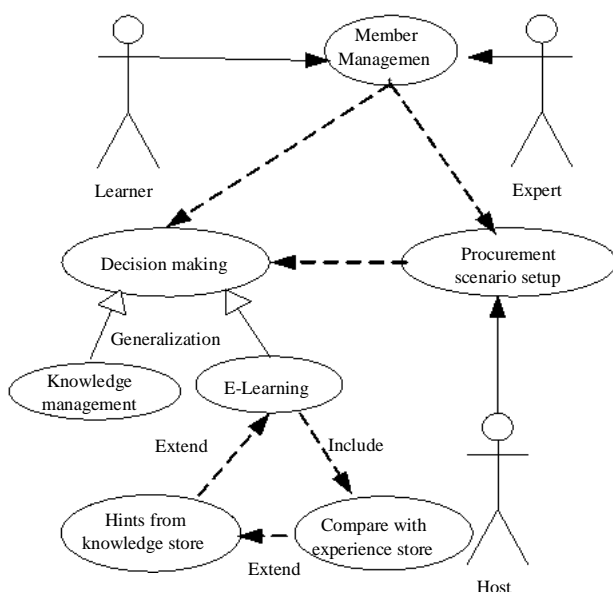 Member
Managemen
Learner
Expert
Decision making
Procurement
scenario setup
Generalization
Knowledge
management
E-Learning
Extend
Include
Hints from
knowledge store
Compare with
experience store
Extend
Host